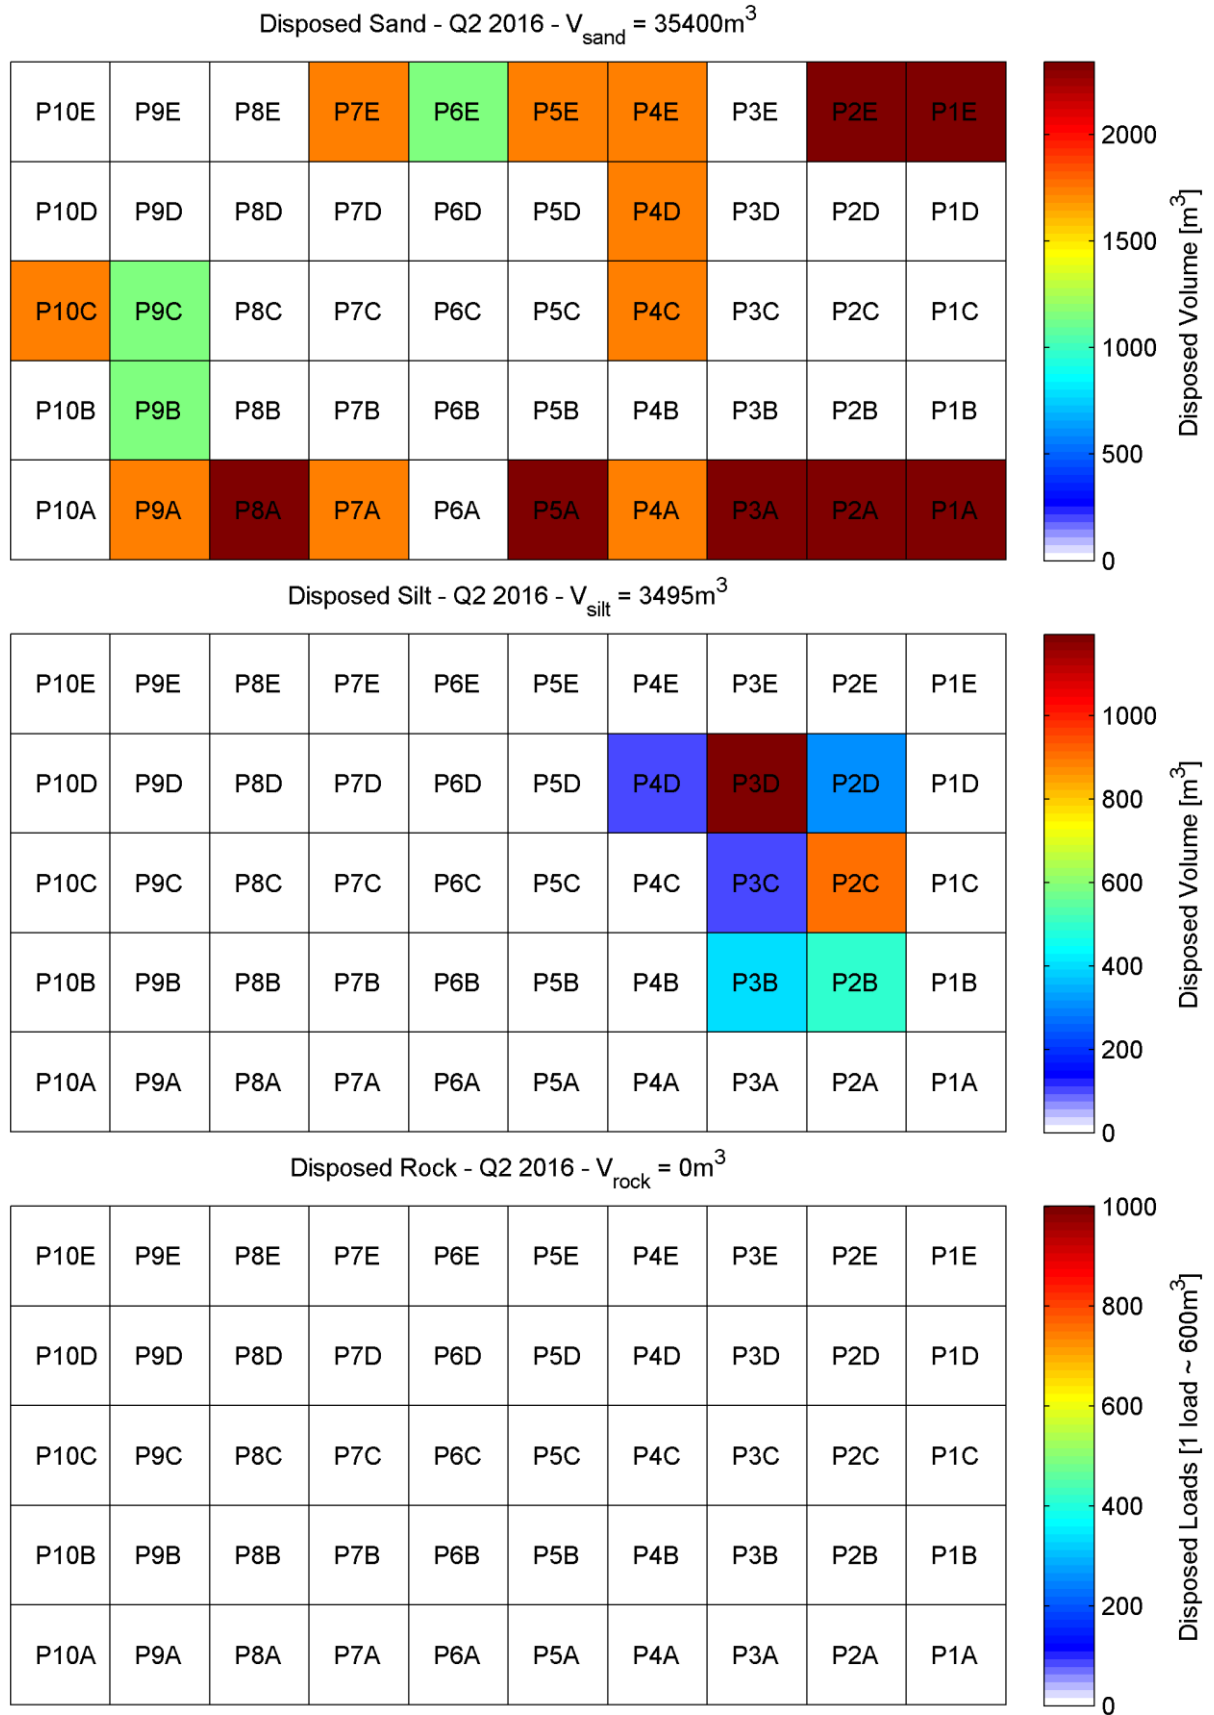 Disposed Sand - Q2 2016 - V_sand = 35400m³
P10E P9E P8E P7E P6E P5E P4E P3E P2E P1E
P10D P9D P8D P7D P6D P5D P4D P3D P2D P1D
P10C P9C P8C P7C P6C P5C P4C P3C P2C P1C
P10B P9B P8B P7B P6B P5B P4B P3B P2B P1B
P10A P9A P8A P7A P6A P5A P4A P3A P2A P1A
2000
1500
1000
500
0
Disposed Volume [m³]
Disposed Silt - Q2 2016 - V_silt = 3495m³
P10E P9E P8E P7E P6E P5E P4E P3E P2E P1E
P10D P9D P8D P7D P6D P5D P4D P3D P2D P1D
P10C P9C P8C P7C P6C P5C P4C P3C P2C P1C
P10B P9B P8B P7B P6B P5B P4B P3B P2B P1B
P10A P9A P8A P7A P6A P5A P4A P3A P2A P1A
1000
800
600
400
200
0
Disposed Volume [m³]
Disposed Rock - Q2 2016 - V_rock = 0m³
P10E P9E P8E P7E P6E P5E P4E P3E P2E P1E
P10D P9D P8D P7D P6D P5D P4D P3D P2D P1D
P10C P9C P8C P7C P6C P5C P4C P3C P2C P1C
P10B P9B P8B P7B P6B P5B P4B P3B P2B P1B
P10A P9A P8A P7A P6A P5A P4A P3A P2A P1A
1000
800
600
400
200
0
Disposed Loads [1 load ~ 600m³]